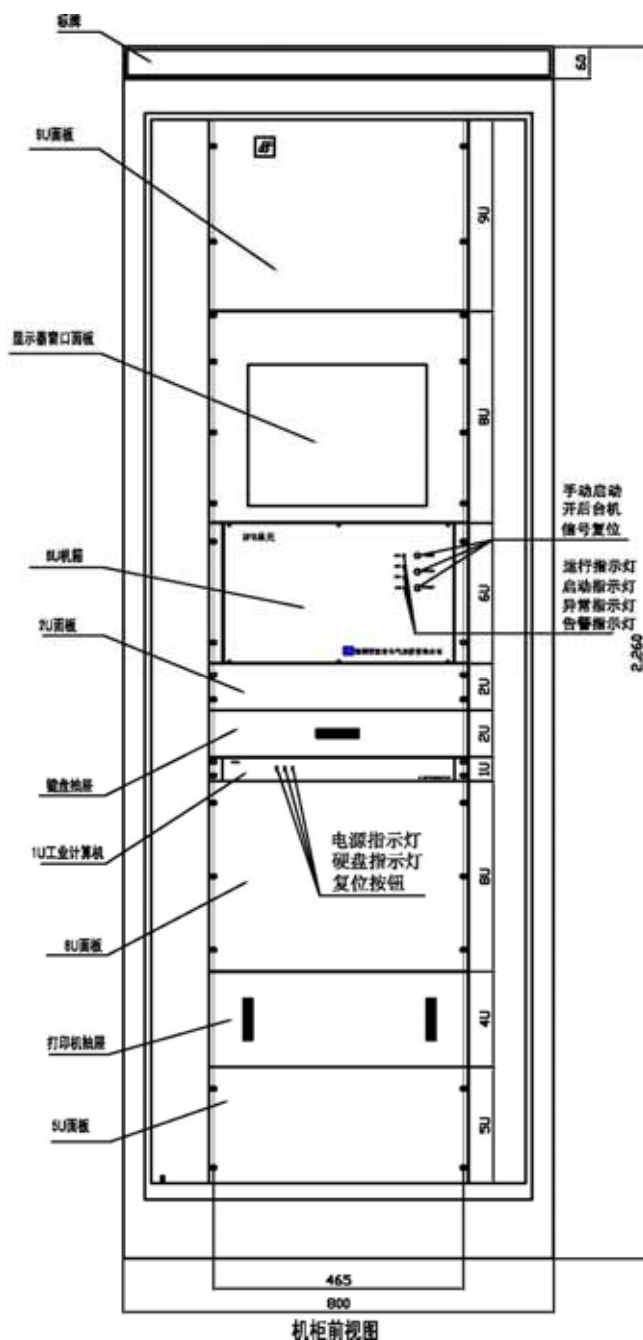 标牌
60
9U面板
9U
显示器窗口面板
8U
手动启动
开后台机
信号复位
6U机箱
6U
运行指示灯
启动指示灯
异常指示灯
告警指示灯
2,260
2U面板
2U
2U
键盘抽屉
1U
1U工业计算机
电源指示灯
硬盘指示灯
复位按钮
8U面板
8U
打印机抽屉
4U
5U面板
5U
465
800
机柜前视图